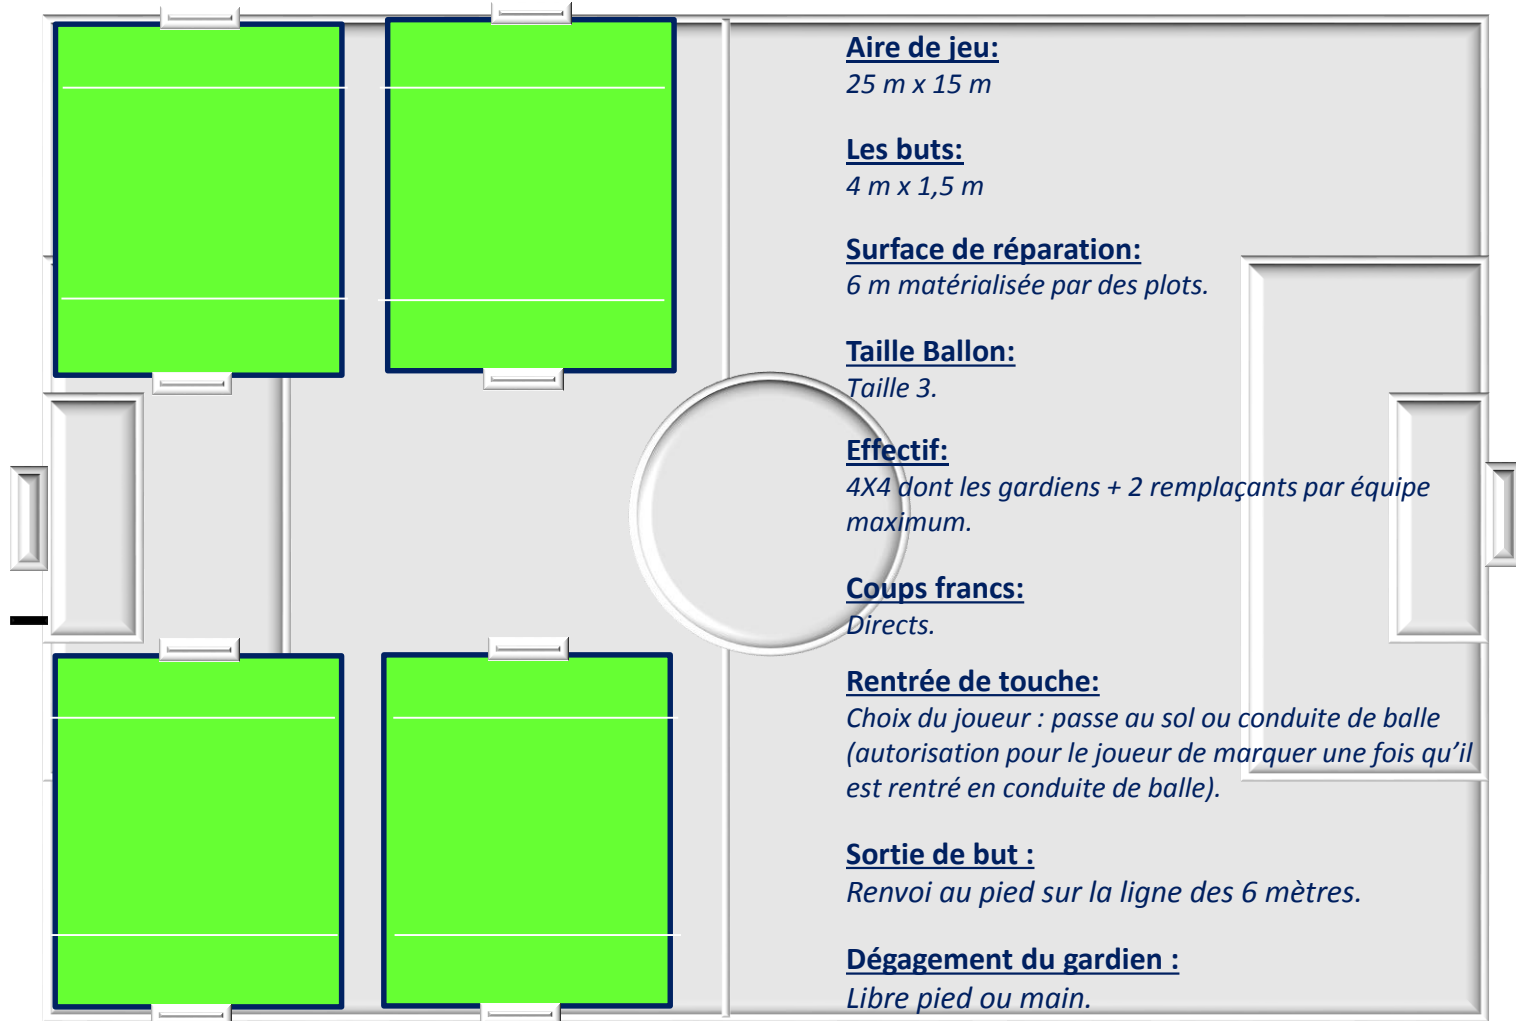 Aire de jeu:
25 m x 15 m
Les buts:
4 m x 1,5 m
Surface de réparation:
6 m matérialisée par des plots.
Taille Ballon:
Taille 3.
Effectif:
4X4 dont les gardiens + 2 remplaçants par équipe
maximum.
Coups francs:
Directs.
Rentrée de touche:
Choix du joueur : passe au sol ou conduite de balle
(autorisation pour le joueur de marquer une fois qu’il
est rentré en conduite de balle).
Sortie de but :
Renvoi au pied sur la ligne des 6 mètres.
Dégagement du gardien :
Libre pied ou main.